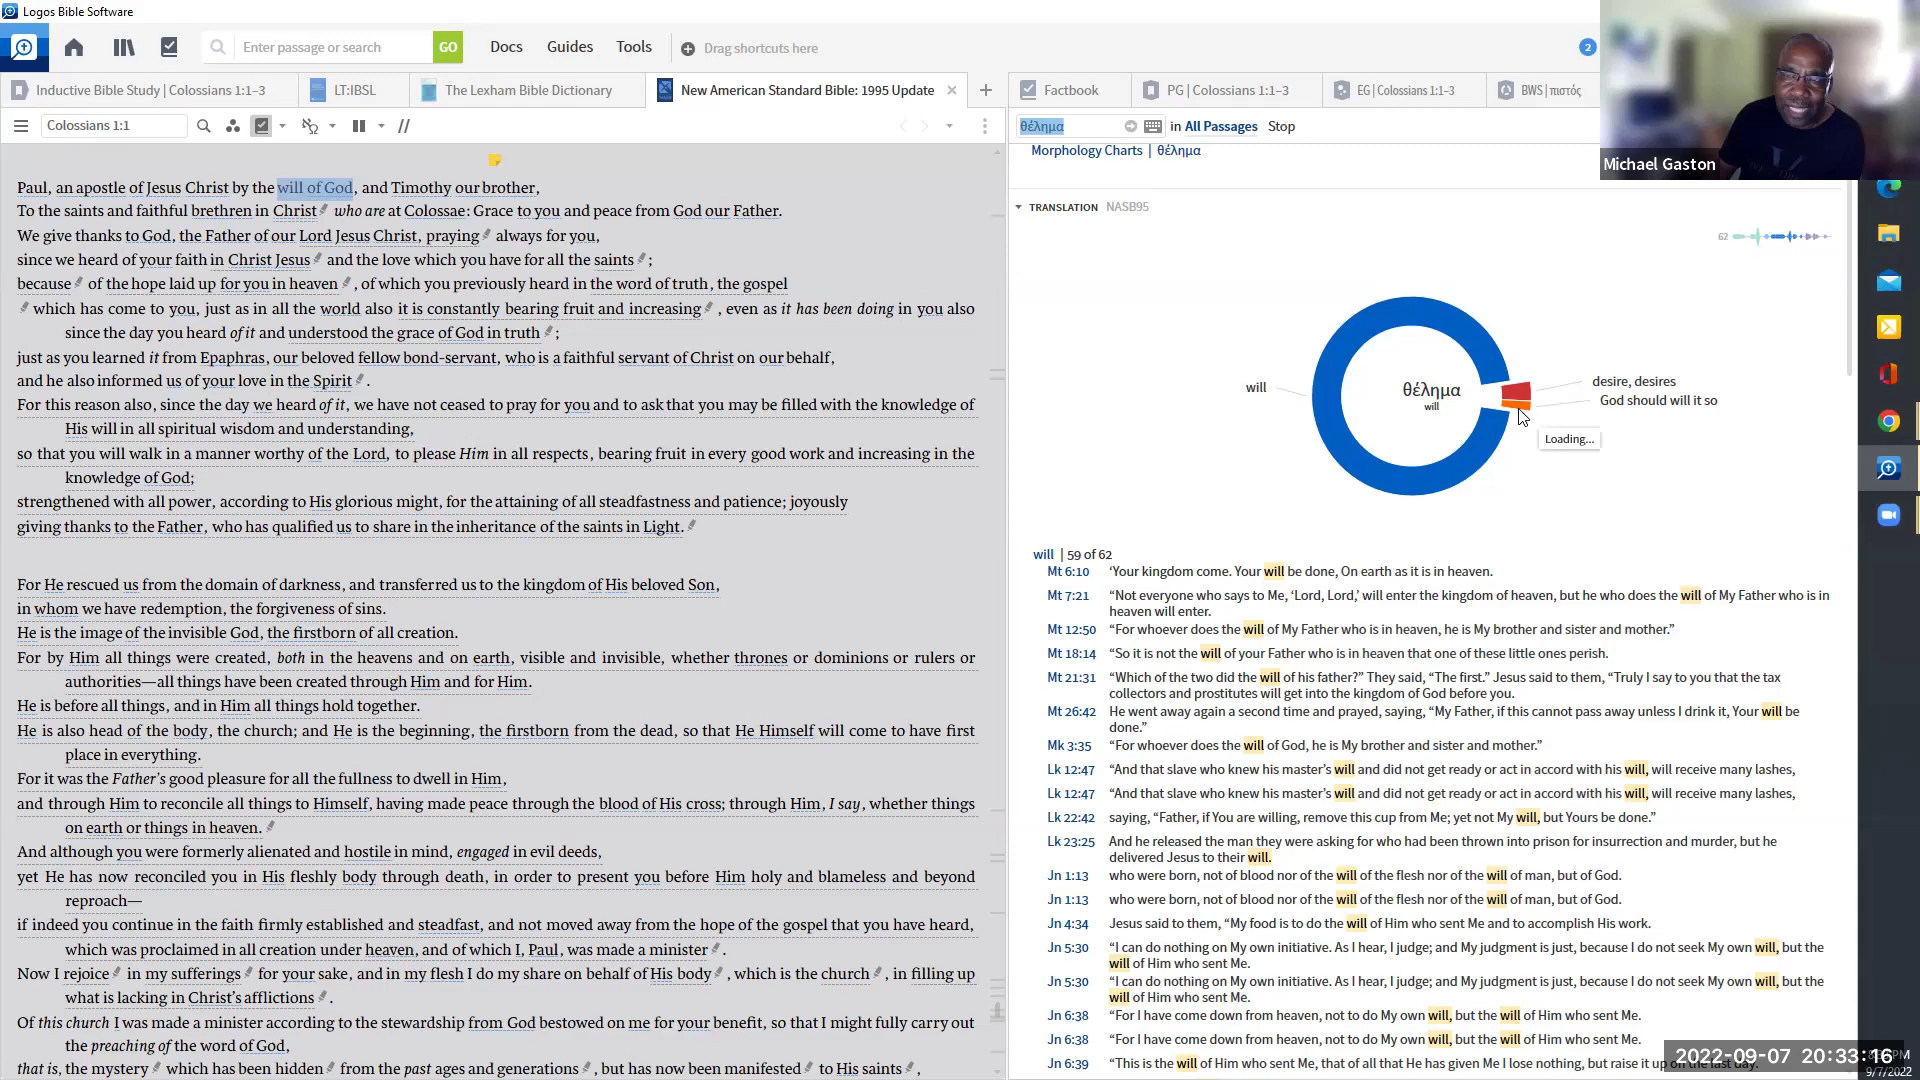 Logos Bible Software
Enter passage or search
GO
Docs
Guides
Tools
Drag shortcuts here
2
Inductive Bible Study | Colossians 1:1–3
LT:IBSL
The Lexham Bible Dictionary
New American Standard Bible: 1995 Update
Factbook
PG | Colossians 1:1–3
EG | Colossians 1:1–3
BWS | πιστός
Colossians 1:1
θέλημα
in All Passages Stop
Michael Gaston
Paul, an apostle of Jesus Christ by the will of God, and Timothy our brother,
To the saints and faithful brethren in Christ who are at Colossae: Grace to you and peace from God our Father.
We give thanks to God, the Father of our Lord Jesus Christ, praying always for you,
since we heard of your faith in Christ Jesus and the love which you have for all the saints ;
because of the hope laid up for you in heaven , of which you previously heard in the word of truth, the gospel
which has come to you, just as in all the world also it is constantly bearing fruit and increasing , even as it has been doing in you also
since the day you heard of it and understood the grace of God in truth ;
just as you learned it from Epaphras, our beloved fellow bond-servant, who is a faithful servant of Christ on our behalf,
and he also informed us of your love in the Spirit .
For this reason also, since the day we heard of it, we have not ceased to pray for you and to ask that you may be filled with the knowledge of
His will in all spiritual wisdom and understanding,
so that you will walk in a manner worthy of the Lord, to please Him in all respects, bearing fruit in every good work and increasing in the
knowledge of God;
strengthened with all power, according to His glorious might, for the attaining of all steadfastness and patience; joyously
giving thanks to the Father, who has qualified us to share in the inheritance of the saints in Light.
For He rescued us from the domain of darkness, and transferred us to the kingdom of His beloved Son,
in whom we have redemption, the forgiveness of sins.
He is the image of the invisible God, the firstborn of all creation.
For by Him all things were created, both in the heavens and on earth, visible and invisible, whether thrones or dominions or rulers or
authorities—all things have been created through Him and for Him.
He is before all things, and in Him all things hold together.
He is also head of the body, the church; and He is the beginning, the firstborn from the dead, so that He Himself will come to have first
place in everything.
For it was the Father’s good pleasure for all the fullness to dwell in Him,
and through Him to reconcile all things to Himself, having made peace through the blood of His cross; through Him, I say, whether things
on earth or things in heaven.
And although you were formerly alienated and hostile in mind, engaged in evil deeds,
yet He has now reconciled you in His fleshly body through death, in order to present you before Him holy and blameless and beyond
reproach—
if indeed you continue in the faith firmly established and steadfast, and not moved away from the hope of the gospel that you have heard,
which was proclaimed in all creation under heaven, and of which I, Paul, was made a minister .
Now I rejoice in my sufferings for your sake, and in my flesh I do my share on behalf of His body , which is the church , in filling up
what is lacking in Christ’s afflictions .
Of this church I was made a minister according to the stewardship from God bestowed on me for your benefit, so that I might fully carry out
the preaching of the word of God,
that is, the mystery which has been hidden from the past ages and generations , but has now been manifested to His saints ,
Morphology Charts | θέλημα
TRANSLATION NASB95
62
will
θέλημα
will
desire, desires
God should will it so
Loading...
will | 59 of 62
Mt 6:10 ‘Your kingdom come. Your will be done, On earth as it is in heaven.
Mt 7:21 “Not everyone who says to Me, ‘Lord, Lord,’ will enter the kingdom of heaven, but he who does the will of My Father who is in
heaven will enter.
Mt 12:50 “For whoever does the will of My Father who is in heaven, he is My brother and sister and mother.”
Mt 18:14 “So it is not the will of your Father who is in heaven that one of these little ones perish.
Mt 21:31 “Which of the two did the will of his father?” They said, “The first.” Jesus said to them, “Truly I say to you that the tax
collectors and prostitutes will get into the kingdom of God before you.
Mt 26:42 He went away again a second time and prayed, saying, “My Father, if this cannot pass away unless I drink it, Your will be
done.”
Mk 3:35 “For whoever does the will of God, he is My brother and sister and mother.”
Lk 12:47 “And that slave who knew his master’s will and did not get ready or act in accord with his will, will receive many lashes,
Lk 12:47 “And that slave who knew his master’s will and did not get ready or act in accord with his will, will receive many lashes,
Lk 22:42 saying, “Father, if You are willing, remove this cup from Me; yet not My will, but Yours be done.”
Lk 23:25 And he released the man they were asking for who had been thrown into prison for insurrection and murder, but he
delivered Jesus to their will.
Jn 1:13 who were born, not of blood nor of the will of the flesh nor of the will of man, but of God.
Jn 1:13 who were born, not of blood nor of the will of the flesh nor of the will of man, but of God.
Jn 4:34 Jesus said to them, “My food is to do the will of Him who sent Me and to accomplish His work.
Jn 5:30 “I can do nothing on My own initiative. As I hear, I judge; and My judgment is just, because I do not seek My own will, but the
will of Him who sent Me.
Jn 5:30 “I can do nothing on My own initiative. As I hear, I judge; and My judgment is just, because I do not seek My own will, but the
will of Him who sent Me.
Jn 6:38 “For I have come down from heaven, not to do My own will, but the will of Him who sent Me.
Jn 6:38 “For I have come down from heaven, not to do My own will, but the will of Him who sent Me.
Jn 6:39 “This is the will of Him who sent Me, that of all that He has given Me I lose nothing, but raise it up on the last day.
2022-09-07 20:33:16
9/7/2022